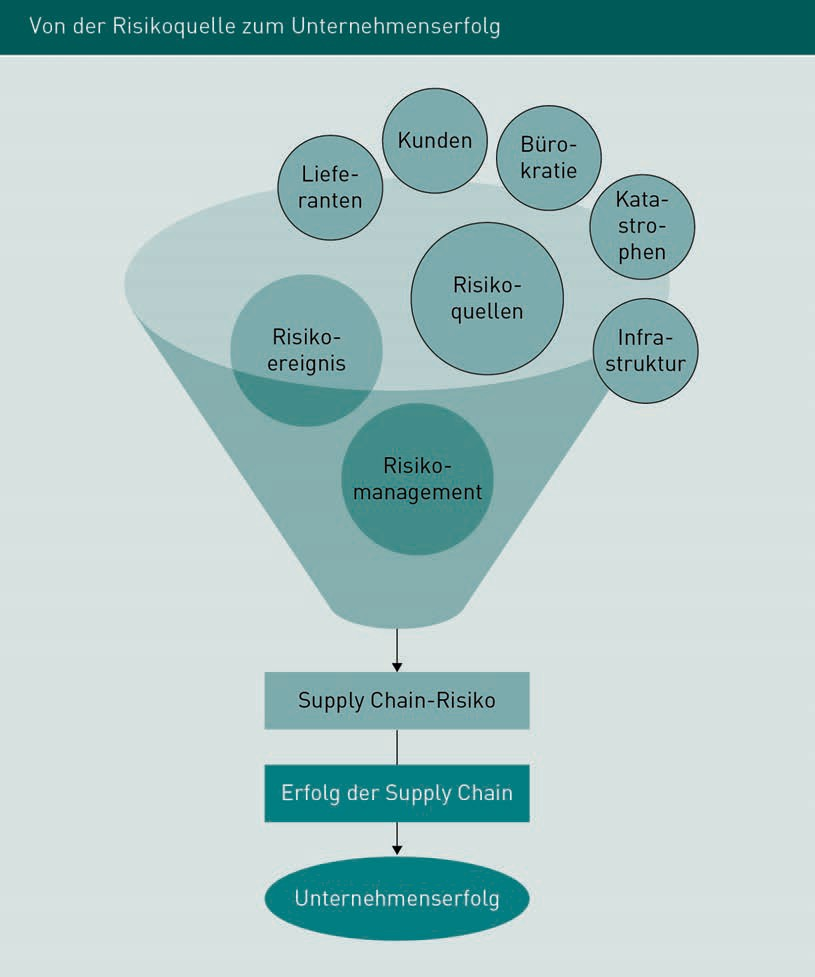 Von der Risikoquelle zum Unternehmenserfolg
Kunden
Büro-
kratie
Liefe-
ranten
Kata-
stro-
phen
Risiko-
quellen
Infra-
struktur
Risiko-
ereignis
Risiko-
management
Supply Chain-Risiko
Erfolg der Supply Chain
Unternehmenserfolg